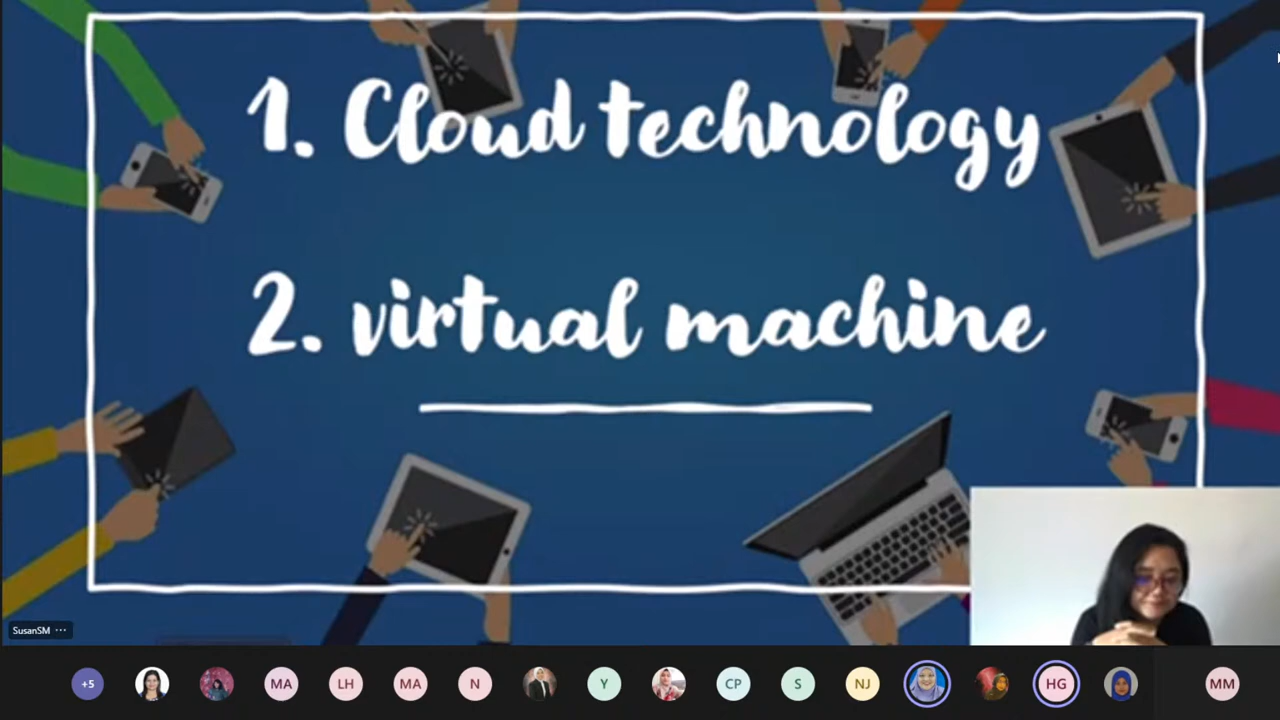 1. Cloud technology
2. virtual machine
SusanSM ...
+5
MA
LH
MA
N
Y
CP
S
NJ
HG
MM